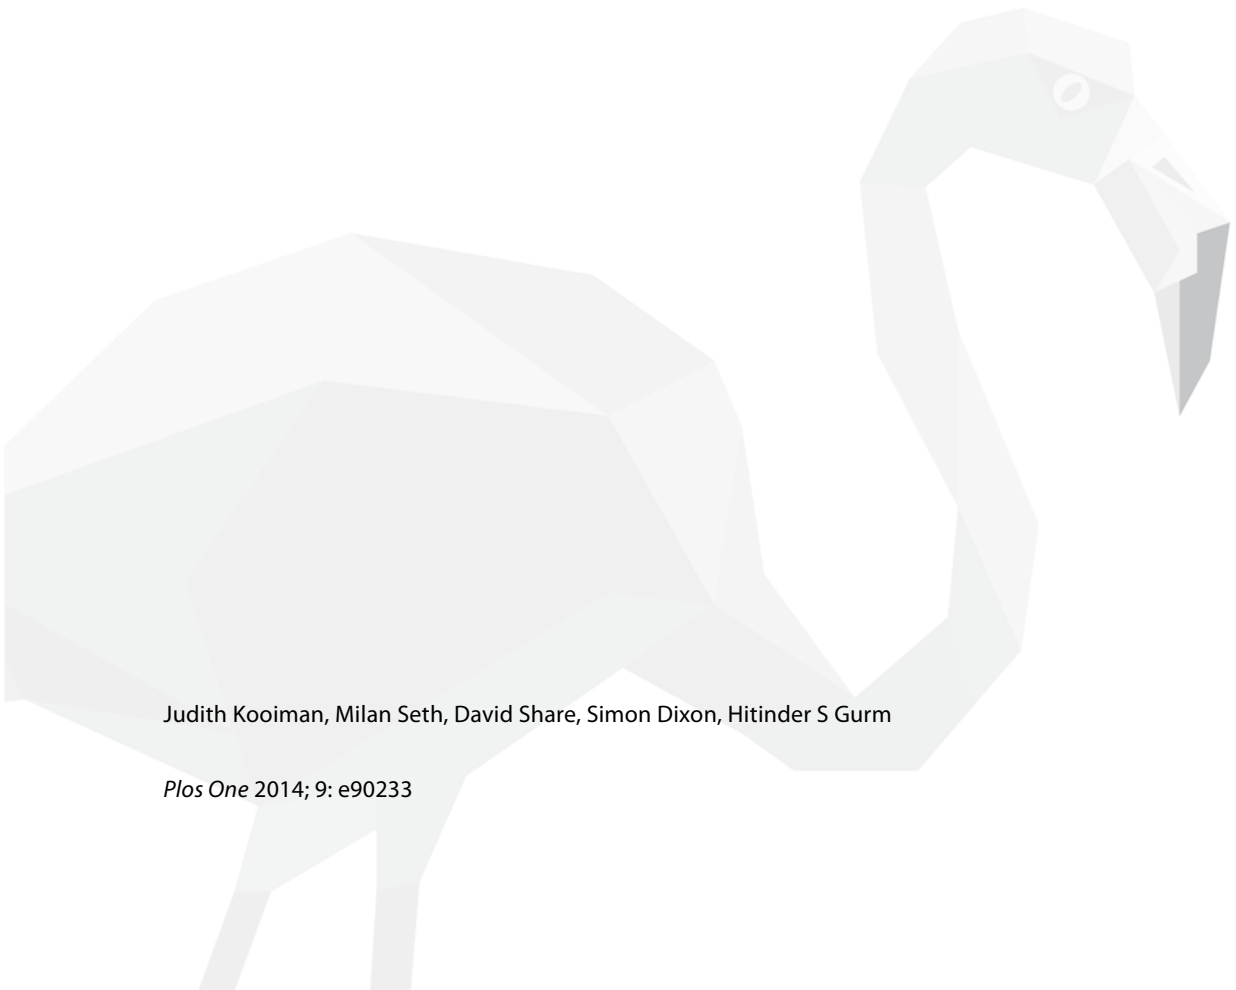 Judith Kooiman, Milan Seth, David Share, Simon Dixon, Hitinder S Gurm
Plos One 2014; 9: e90233